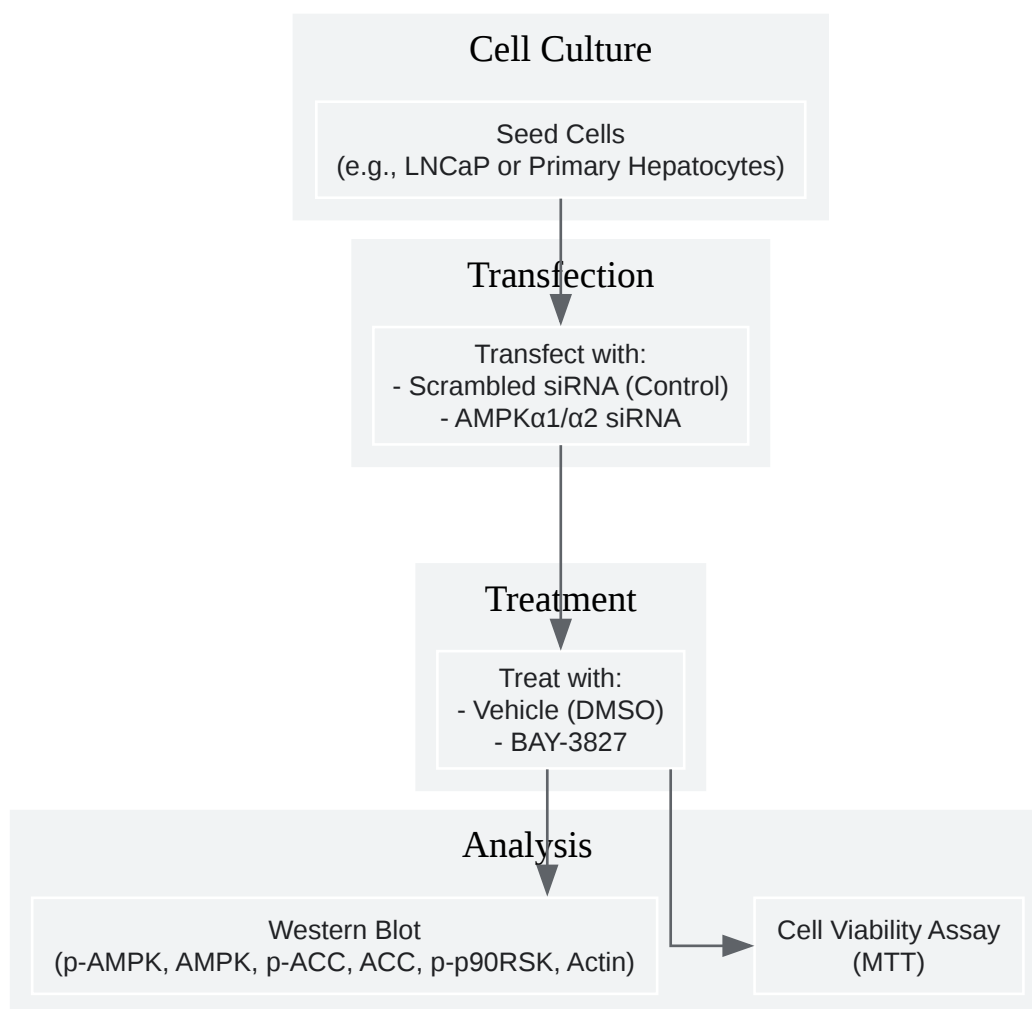 Cell Culture
Seed Cells
(e.g., LNCaP or Primary Hepatocytes)
Transfection
Transfect with:
- Scrambled siRNA (Control)
- AMPKα1/α2 siRNA
Treatment
Treat with:
- Vehicle (DMSO)
- BAY-3827
Analysis
Western Blot
(p-AMPK, AMPK, p-ACC, ACC, p-p90RSK, Actin)
Cell Viability Assay
(MTT)